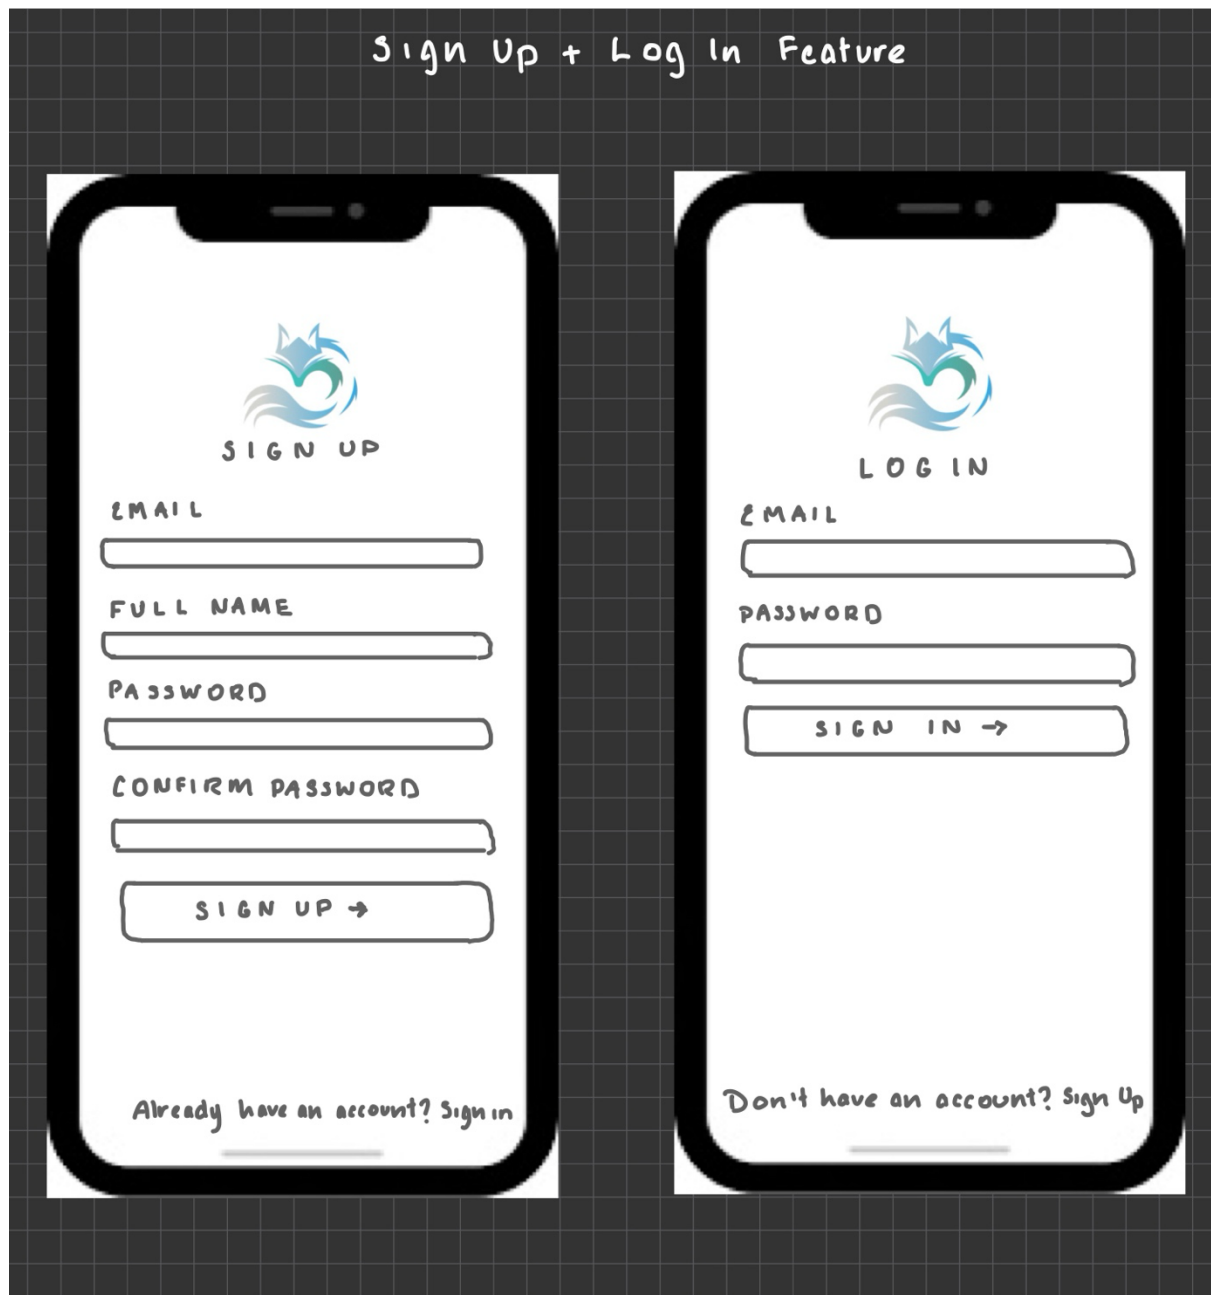 Sign Up + Log In Feature
SIGN UP
EMAIL
FULL NAME
PASSWORD
CONFIRM PASSWORD
SIGN UP →
Already have an account? Sign in
LOG IN
EMAIL
PASSWORD
SIGN IN →
Don't have an account? Sign Up